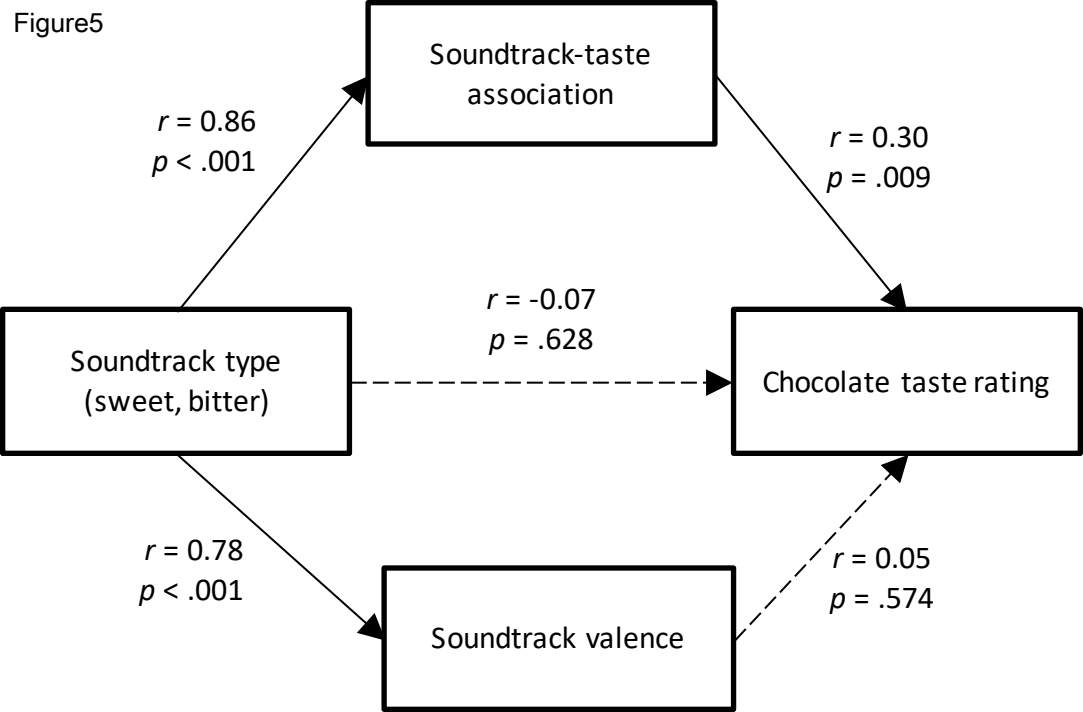 Figure5
Soundtrack-taste
association
r = 0.86
p < .001
r = 0.30
p = .009
r = -0.07
p = .628
Soundtrack type
(sweet, bitter)
Chocolate taste rating
r = 0.78
p < .001
r = 0.05
p = .574
Soundtrack valence